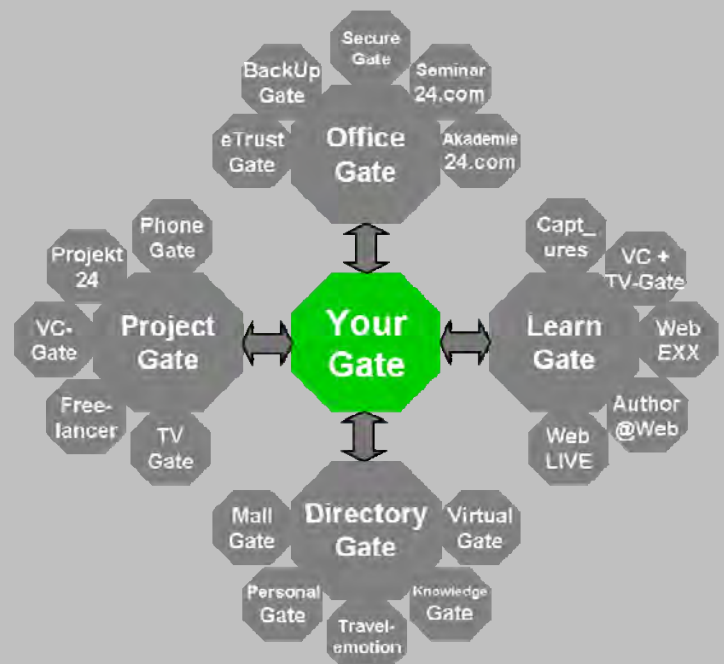 Secure
Gate
BackUp
Gate
Seminar
24.com
eTrust
Gate
Office
Gate
Akademie
24.com
Phone
Gate
Projekt
24
VC-
Gate
Project
Gate
Free-
lancer
TV
Gate
Your
Gate
Capt_
ures
VC +
TV-Gate
Learn
Gate
Web
EXX
Author
@Web
Web
LIVE
Directory
Gate
Mall
Gate
Virtual
Gate
Personal
Gate
Knowledge
Gate
Travel-
emotion